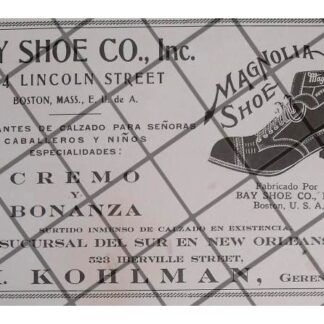 AY SHOE CO., Inc.
4 LINCOLN STREET
BOSTON, MASS., E. U. de A.
ANTES DE CALZADO PARA SEÑORAS
CABALLEROS Y NIÑOS
ESPECIALIDADES:
CREMO
Y
BONANZA
SURTIDO INMENSO DE CALZADO EN EXISTENCIA
SUCURSAL DEL SUR EN NEW ORLEAN
523 IBERVILLE STREET,
. KOHLMAN, GEREN
MAGNOLIA
SHOE
Fabricado Por
BAY SHOE CO., I
Boston, U. S. A.